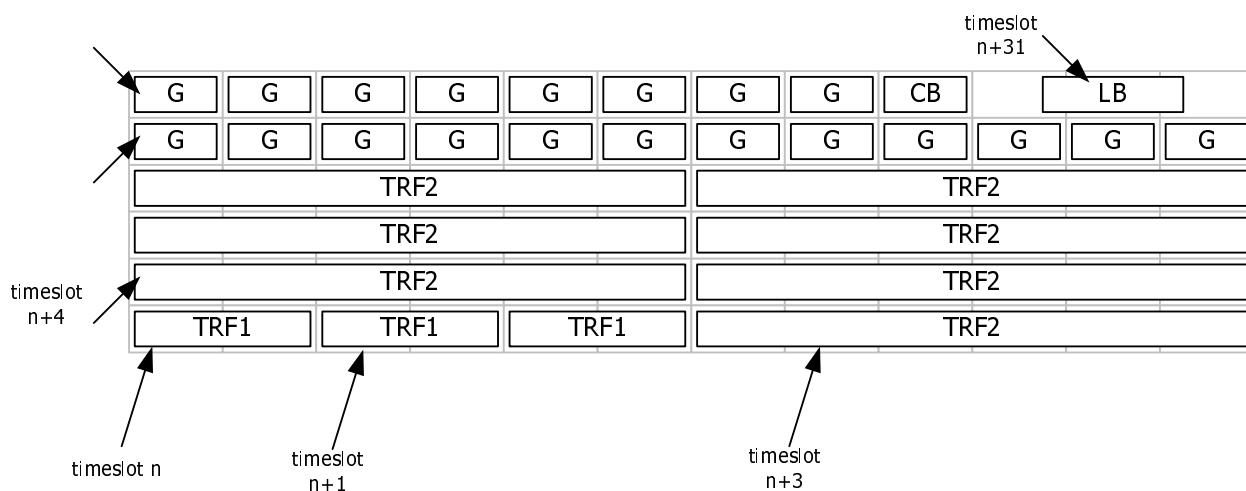 timeslot
n+31
G G G G G G G G CB LB
G G G G G G G G G G G G
TRF2 TRF2
TRF2 TRF2
TRF2 TRF2
timeslot
n+4
TRF1 TRF1 TRF1 TRF2
timeslot n
timeslot
n+1
timeslot
n+3